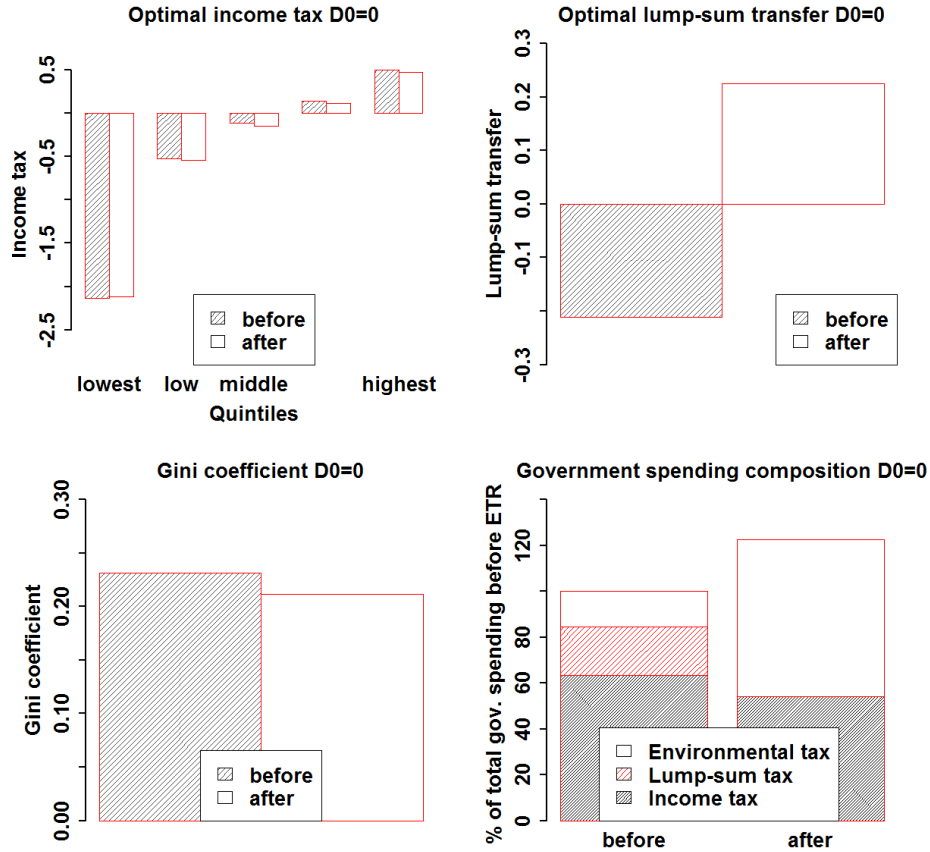 Optimal income tax D0=0
Income tax
0.5
-0.5
-1.5
-2.5
before
after
lowest low middle highest
Quintiles
Optimal lump-sum transfer D0=0
Lump-sum transfer
0.3
0.2
0.1
0.0
-0.1
-0.3
before
after
Gini coefficient D0=0
Gini coefficient
0.30
0.20
0.10
0.00
before
after
Government spending composition D0=0
% of total gov. spending before ETR
120
80
60
40
20
0
Environmental tax
Lump-sum tax
Income tax
before after